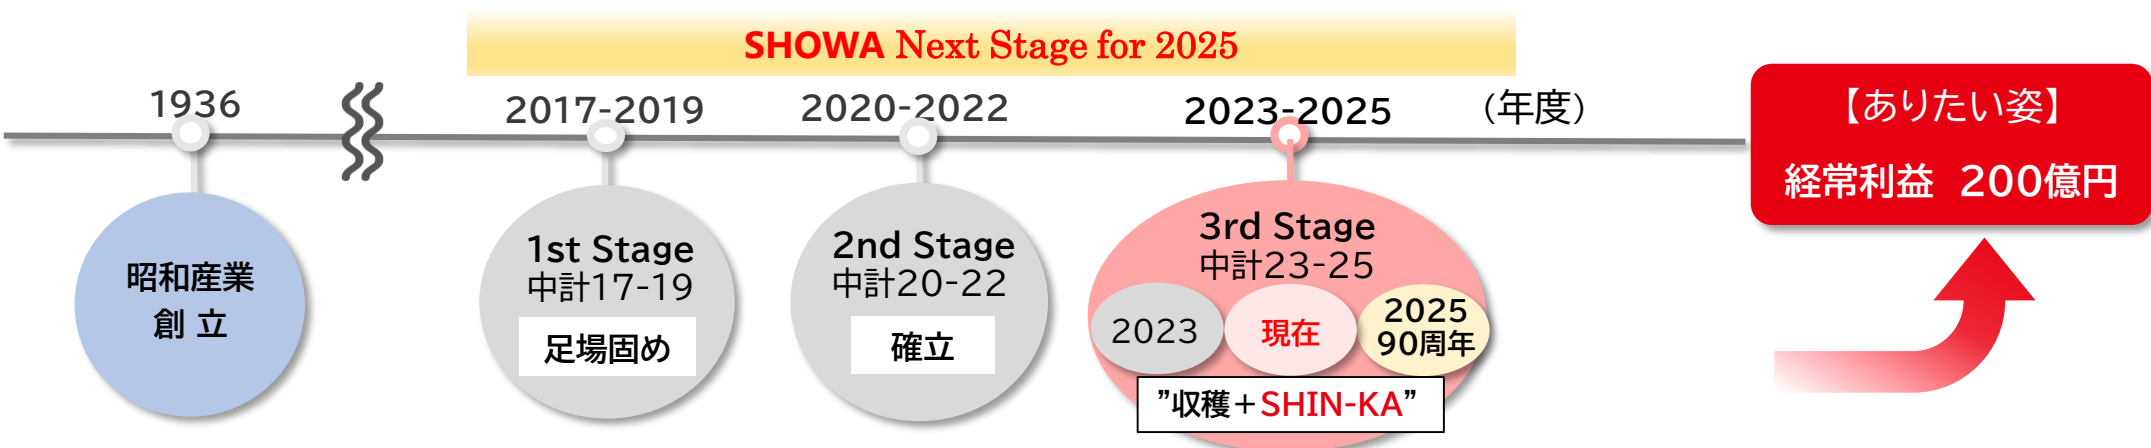 SHOWA Next Stage for 2025
1936
2017-2019
2020-2022
2023-2025
（年度）
昭和産業
創 立
1st Stage
中計17-19
足場固め
2nd Stage
中計20-22
確立
3rd Stage
中計23-25
2023
現在
2025
90周年
”収穫＋SHIN-KA”
【ありたい姿】
経常利益 200億円